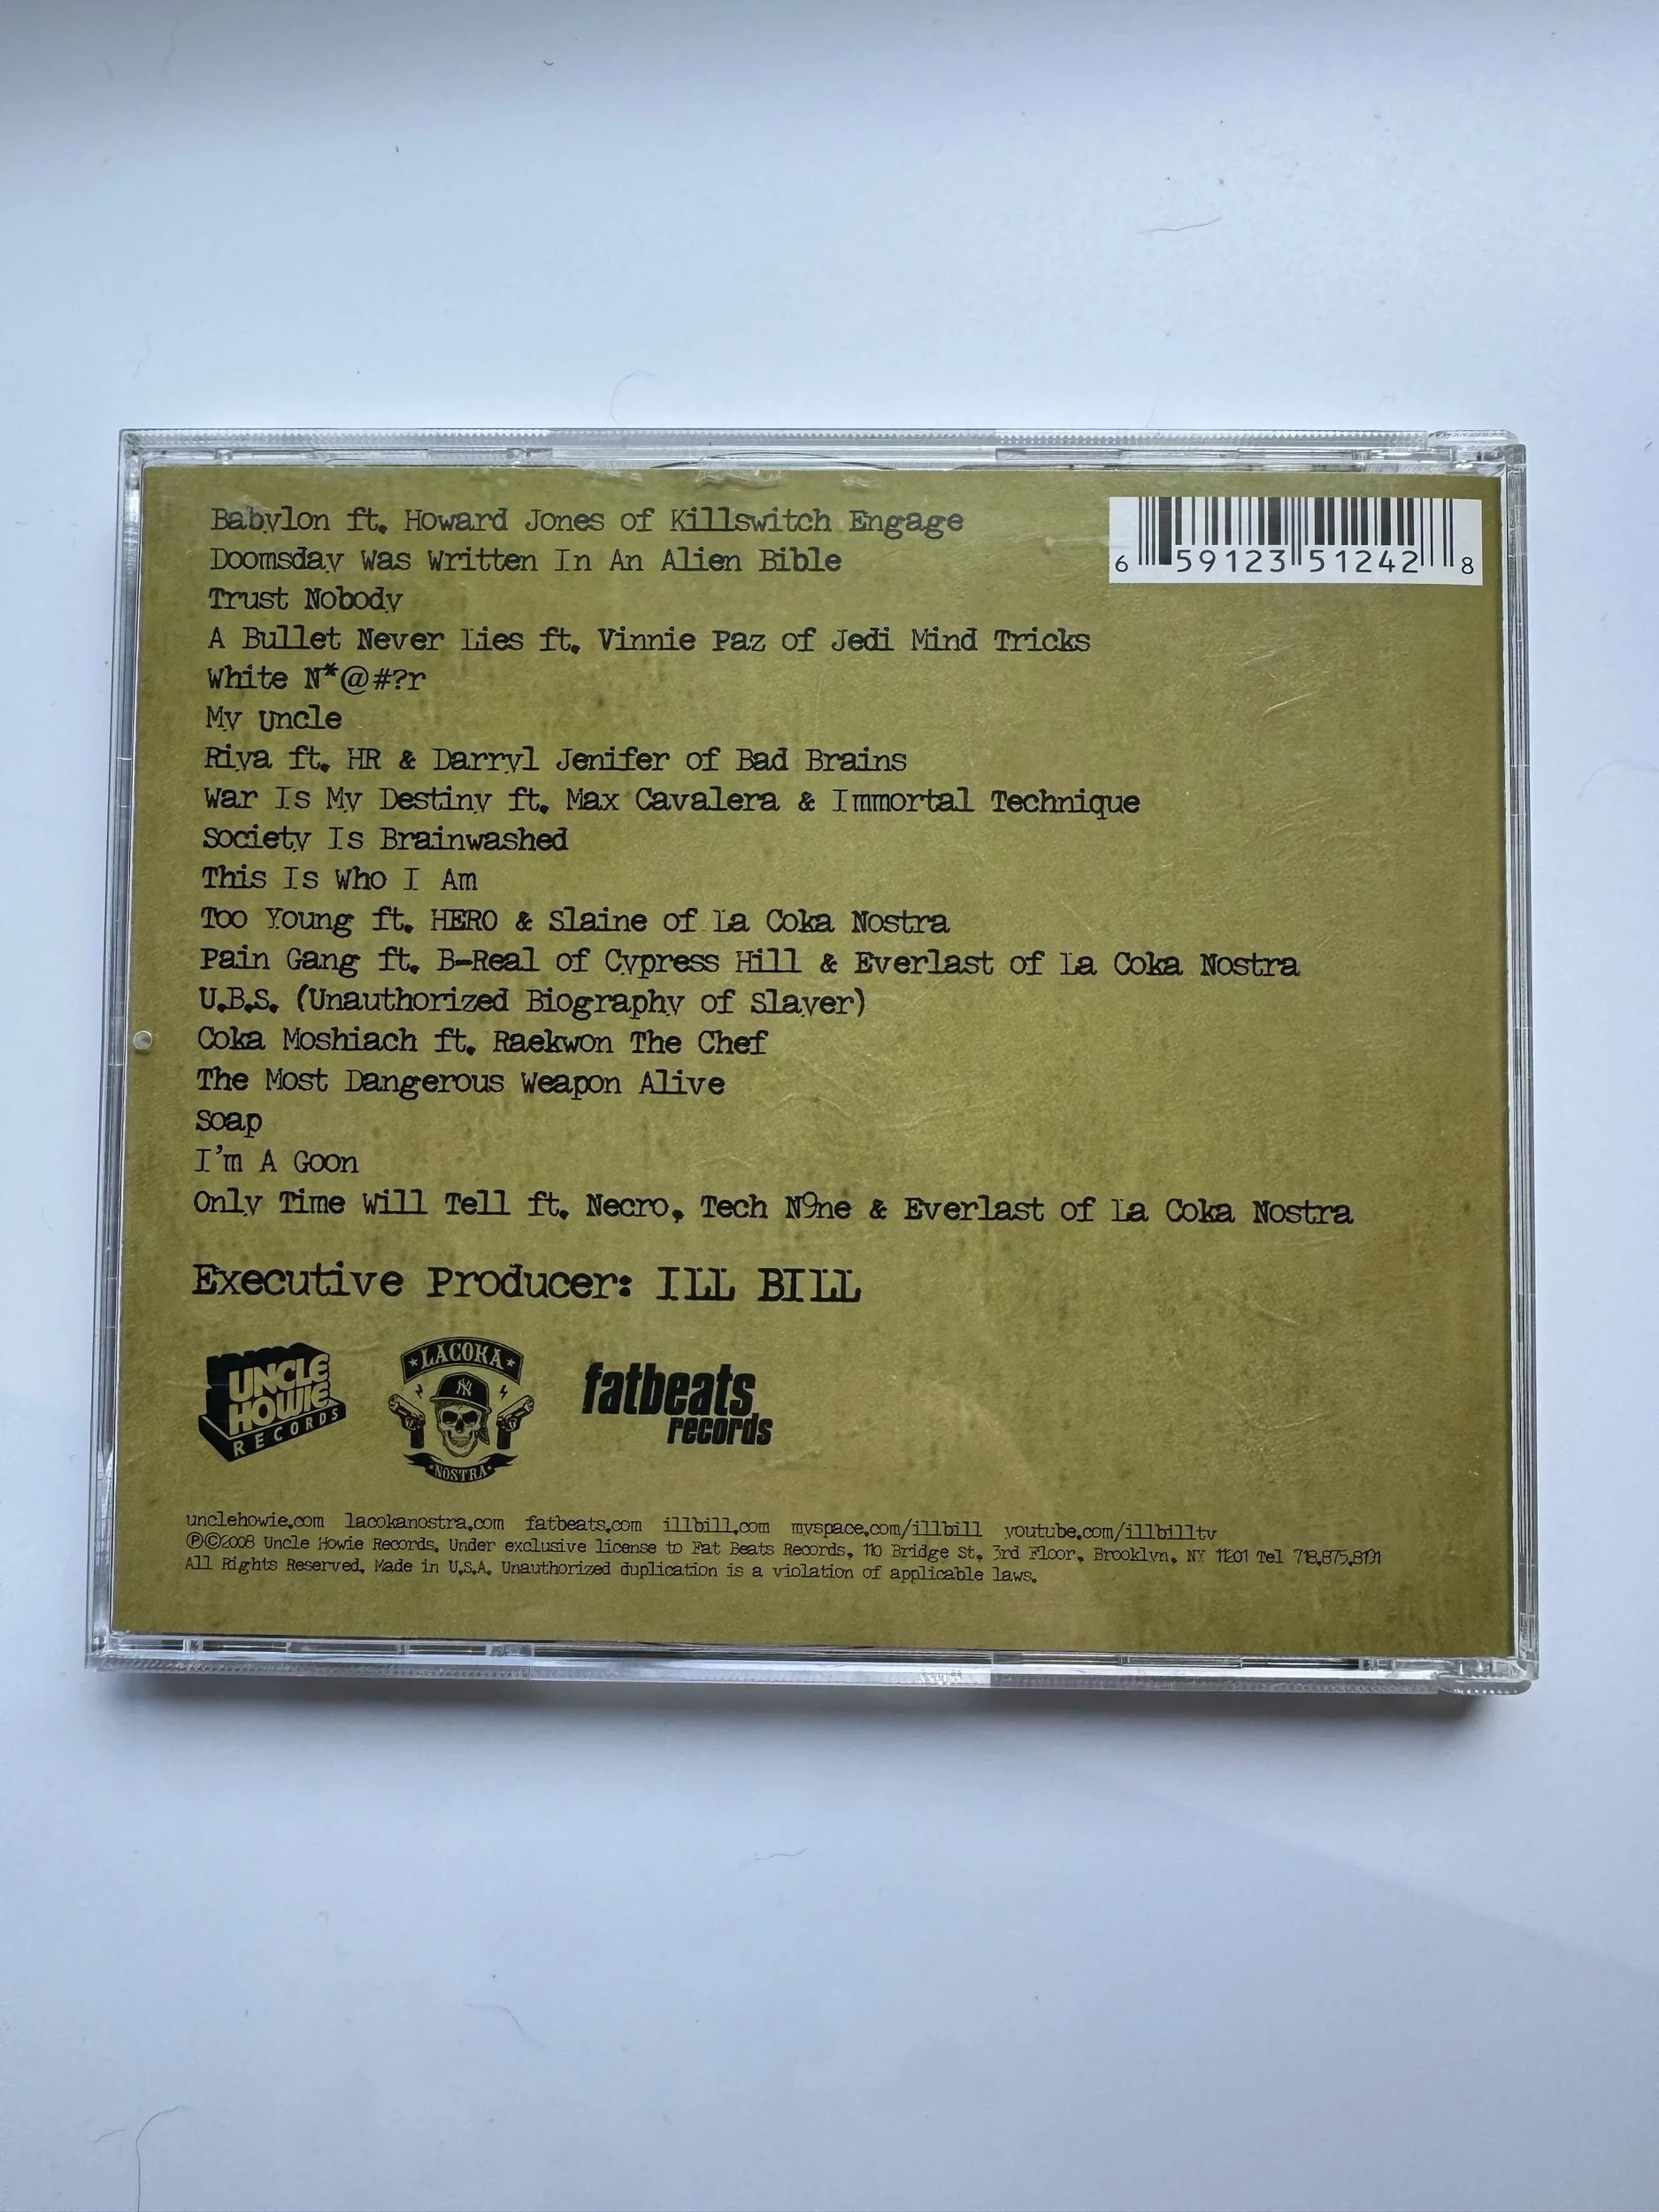 Babylon ft. Howard Jones of Killswitch Engage
6 59123 51242 8
Doomsday Was Written In An Alien Bible
Trust Nobody
A Bullet Never Lies ft. Vinnie Paz of Jedi Mind Tricks
White N*@#?r
My Uncle
Riva ft. HR & Darryl Jenifer of Bad Brains
War Is My Destiny ft. Max Cavalera & Immortal Technique
Society Is Brainwashed
This Is Who I Am
Too Young ft. HERO & Slaine of La Coka Nostra
Pain Gang ft. B-Real of Cypress Hill & Everlast of La Coka Nostra
U.B.S. (Unauthorized Biography of Slayer)
Coka Moshiach ft. Raekwon The Chef
The Most Dangerous Weapon Alive
Soap
I'm A Goon
Only Time Will Tell ft. Necro, Tech N9ne & Everlast of La Coka Nostra
Executive Producer: ILL BILL
UNCLE HOWIE RECORDS
LACOKA NY NOSTRA
fatbeats records
unclehowie.com lacokanostra.com fatbeats.com illbill.com myspace.com/illbill youtube.com/illbilltv
℗©2008 Uncle Howie Records. Under exclusive license to Fat Beats Records, 110 Bridge St, 3rd Floor, Brooklyn, NY 11201 Tel 718.875.8191
All Rights Reserved. Made in U.S.A. Unauthorized duplication is a violation of applicable laws.